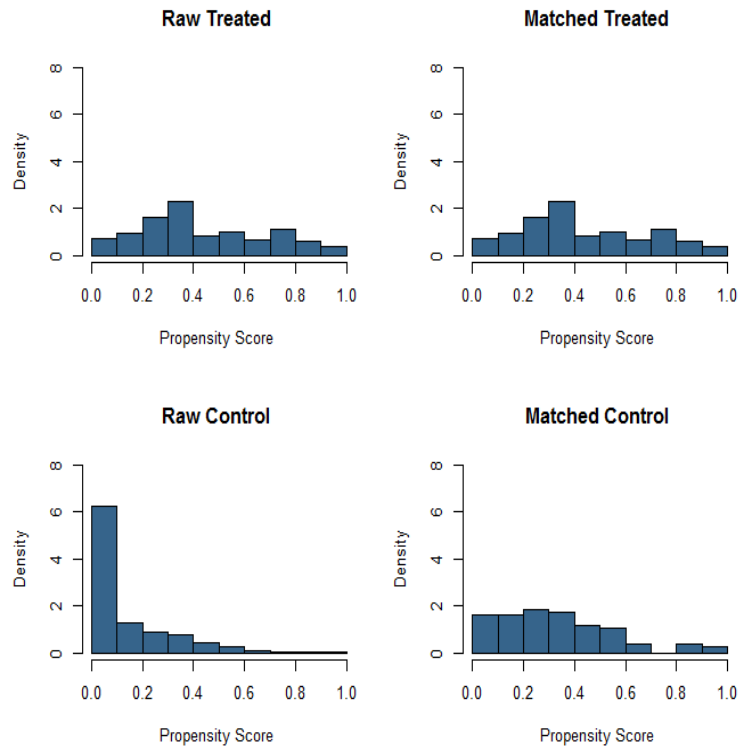 Raw Treated
Density
8
6
4
2
0
0.0 0.2 0.4 0.6 0.8 1.0
Propensity Score
Matched Treated
Density
8
6
4
2
0
0.0 0.2 0.4 0.6 0.8 1.0
Propensity Score
Raw Control
Density
8
6
4
2
0
0.0 0.2 0.4 0.6 0.8 1.0
Propensity Score
Matched Control
Density
8
6
4
2
0
0.0 0.2 0.4 0.6 0.8 1.0
Propensity Score